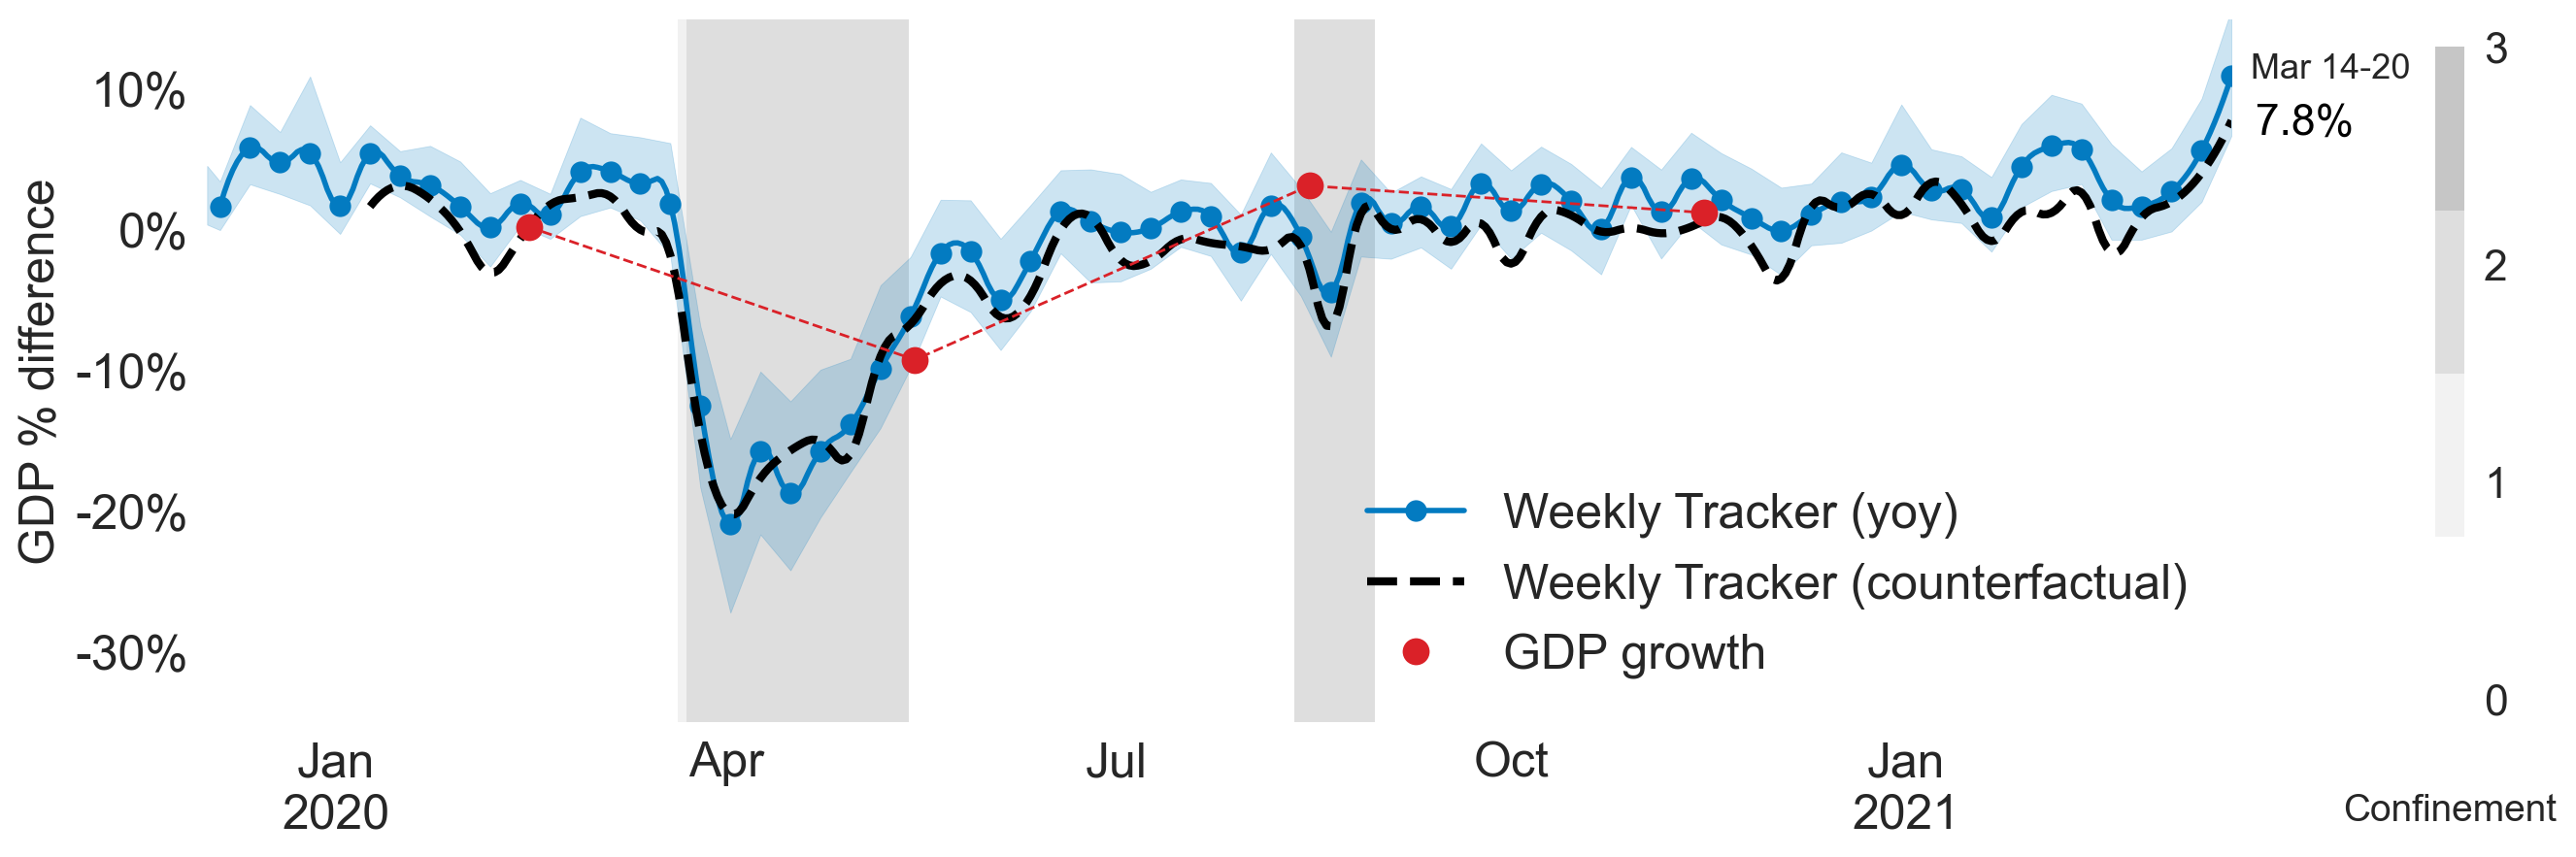 GDP % difference
10%
0%
-10%
-20%
-30%
Jan
2020
Apr
Jul
Oct
Jan
2021
Weekly Tracker (yoy)
Weekly Tracker (counterfactual)
GDP growth
Mar 14-20
7.8%
3
2
1
0
Confinement